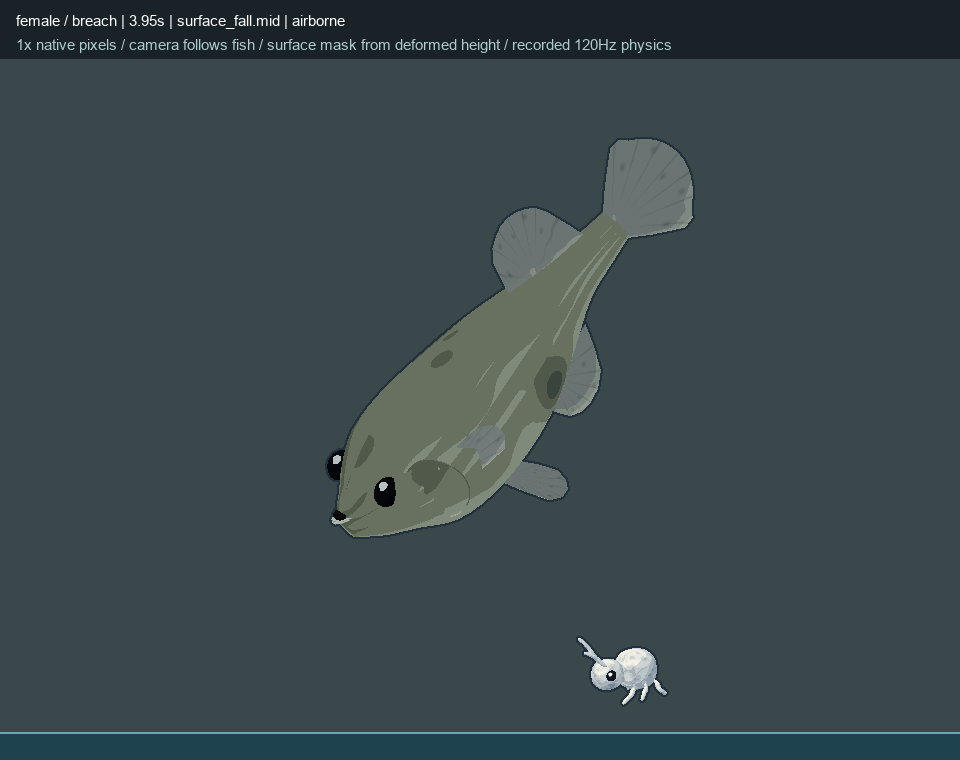 female / breach | 3.95s | surface_fall.mid | airborne
1x native pixels / camera follows fish / surface mask from deformed height / recorded 120Hz physics